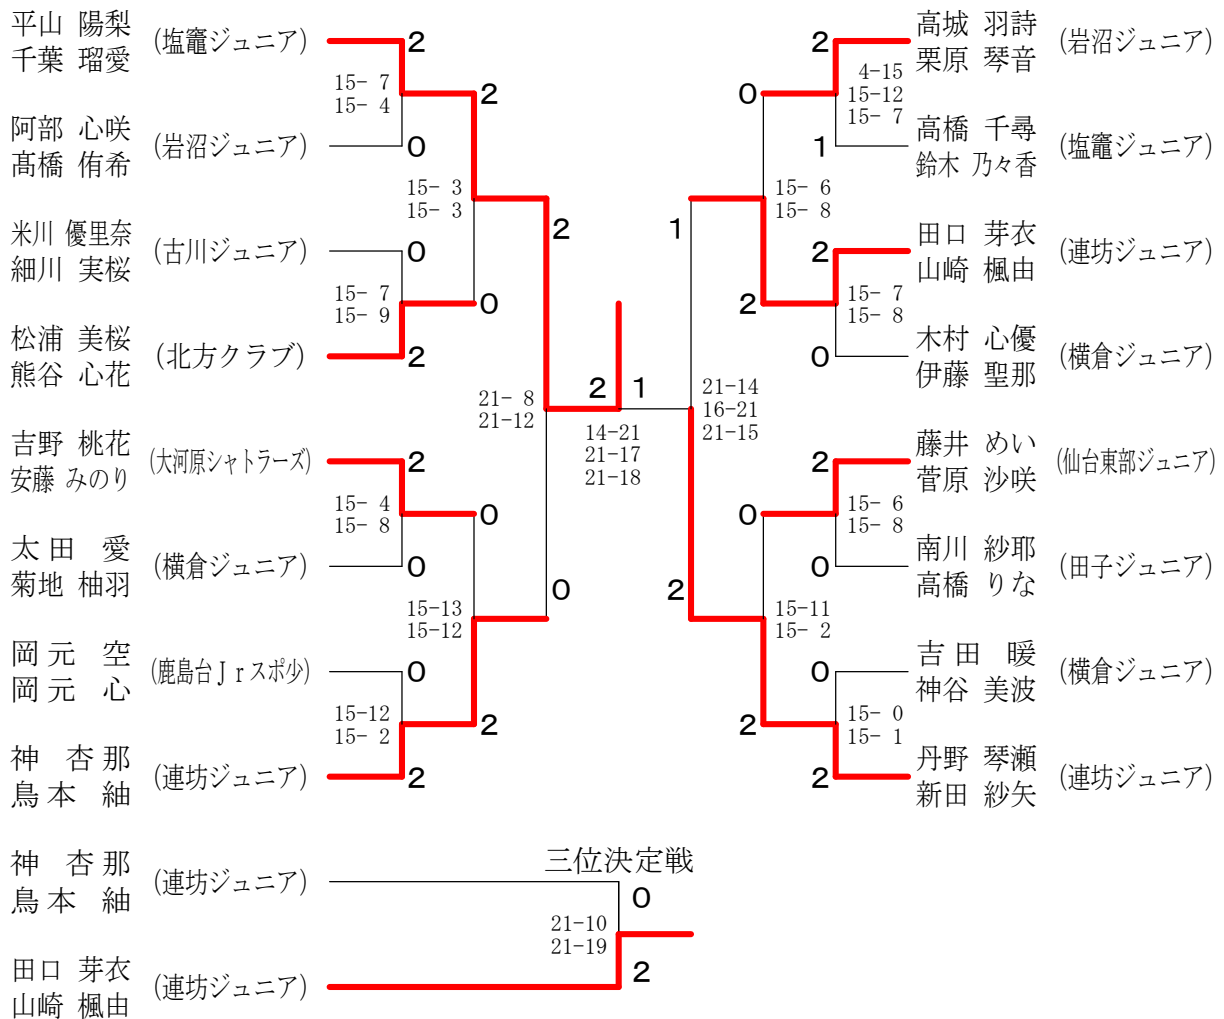 平山 陽梨
千葉 瑠愛
(塩竈ジュニア)
2
15- 7
15- 4
2
阿部 心咲
髙橋 侑希
(岩沼ジュニア)
0
15- 3
15- 3
2
米川 優里奈
細川 実桜
(古川ジュニア)
0
15- 7
15- 9
0
松浦 美桜
熊谷 心花
(北方クラブ)
2
21- 8
21-12
2
1
14-21
21-17
21-18
吉野 桃花
安藤 みのり
(大河原シャトラーズ)
2
15- 4
15- 8
0
太田 愛
菊地 柚羽
(横倉ジュニア)
0
15-13
15-12
0
岡元 空
岡元 心
(鹿島台Ｊｒスポ少)
0
15-12
15- 2
2
神 杏那
鳥本 紬
(連坊ジュニア)
2
高城 羽詩
栗原 琴音
(岩沼ジュニア)
2
4-15
15-12
15- 7
0
高橋 千尋
鈴木 乃々香
(塩竈ジュニア)
1
15- 6
15- 8
1
田口 芽衣
山崎 楓由
(連坊ジュニア)
2
15- 7
15- 8
2
木村 心優
伊藤 聖那
(横倉ジュニア)
0
21-14
16-21
21-15
藤井 めい
菅原 沙咲
(仙台東部ジュニア)
2
15- 6
15- 8
0
南川 紗耶
高橋 りな
(田子ジュニア)
0
15-11
15- 2
2
吉田 暖
神谷 美波
(横倉ジュニア)
0
15- 0
15- 1
2
丹野 琴瀬
新田 紗矢
(連坊ジュニア)
2
三位決定戦
神 杏那
鳥本 紬
(連坊ジュニア)
0
21-10
21-19
田口 芽衣
山崎 楓由
(連坊ジュニア)
2